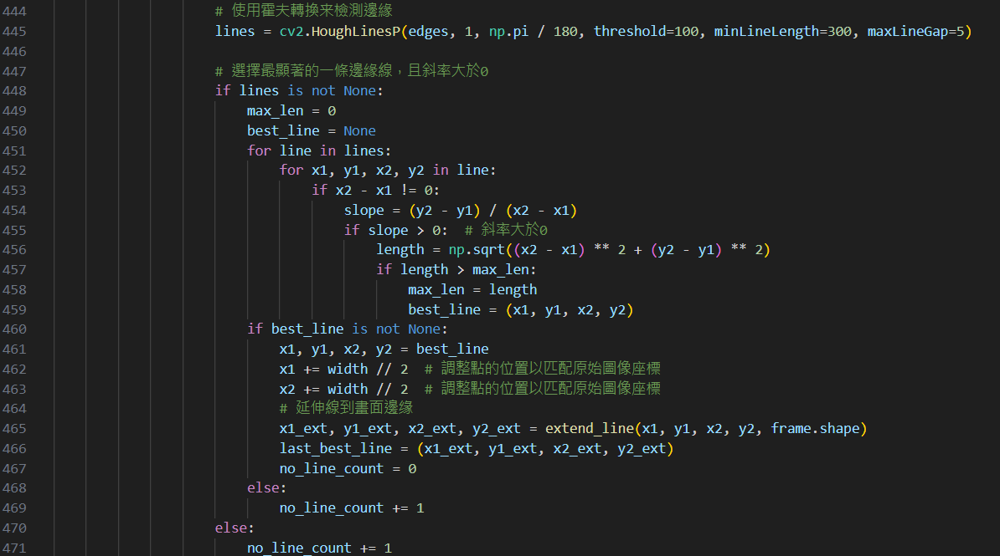 444 # 使用霍夫轉換来檢測邊緣
445 lines = cv2.HoughLinesP(edges, 1, np.pi / 180, threshold=100, minLineLength=300, maxLineGap=5)
446
447 # 選擇最顯著的一條邊緣線，且斜率大於0
448 if lines is not None:
449 max_len = 0
450 best_line = None
451 for line in lines:
452 for x1, y1, x2, y2 in line:
453 if x2 - x1 != 0:
454 slope = (y2 - y1) / (x2 - x1)
455 if slope > 0: # 斜率大於0
456 length = np.sqrt((x2 - x1) ** 2 + (y2 - y1) ** 2)
457 if length > max_len:
458 max_len = length
459 best_line = (x1, y1, x2, y2)
460 if best_line is not None:
461 x1, y1, x2, y2 = best_line
462 x1 += width // 2 # 調整點的位置以匹配原始圖像座標
463 x2 += width // 2 # 調整點的位置以匹配原始圖像座標
464 # 延伸線到畫面邊缘
465 x1_ext, y1_ext, x2_ext, y2_ext = extend_line(x1, y1, x2, y2, frame.shape)
466 last_best_line = (x1_ext, y1_ext, x2_ext, y2_ext)
467 no_line_count = 0
468 else:
469 no_line_count += 1
470 else:
471 no_line_count += 1